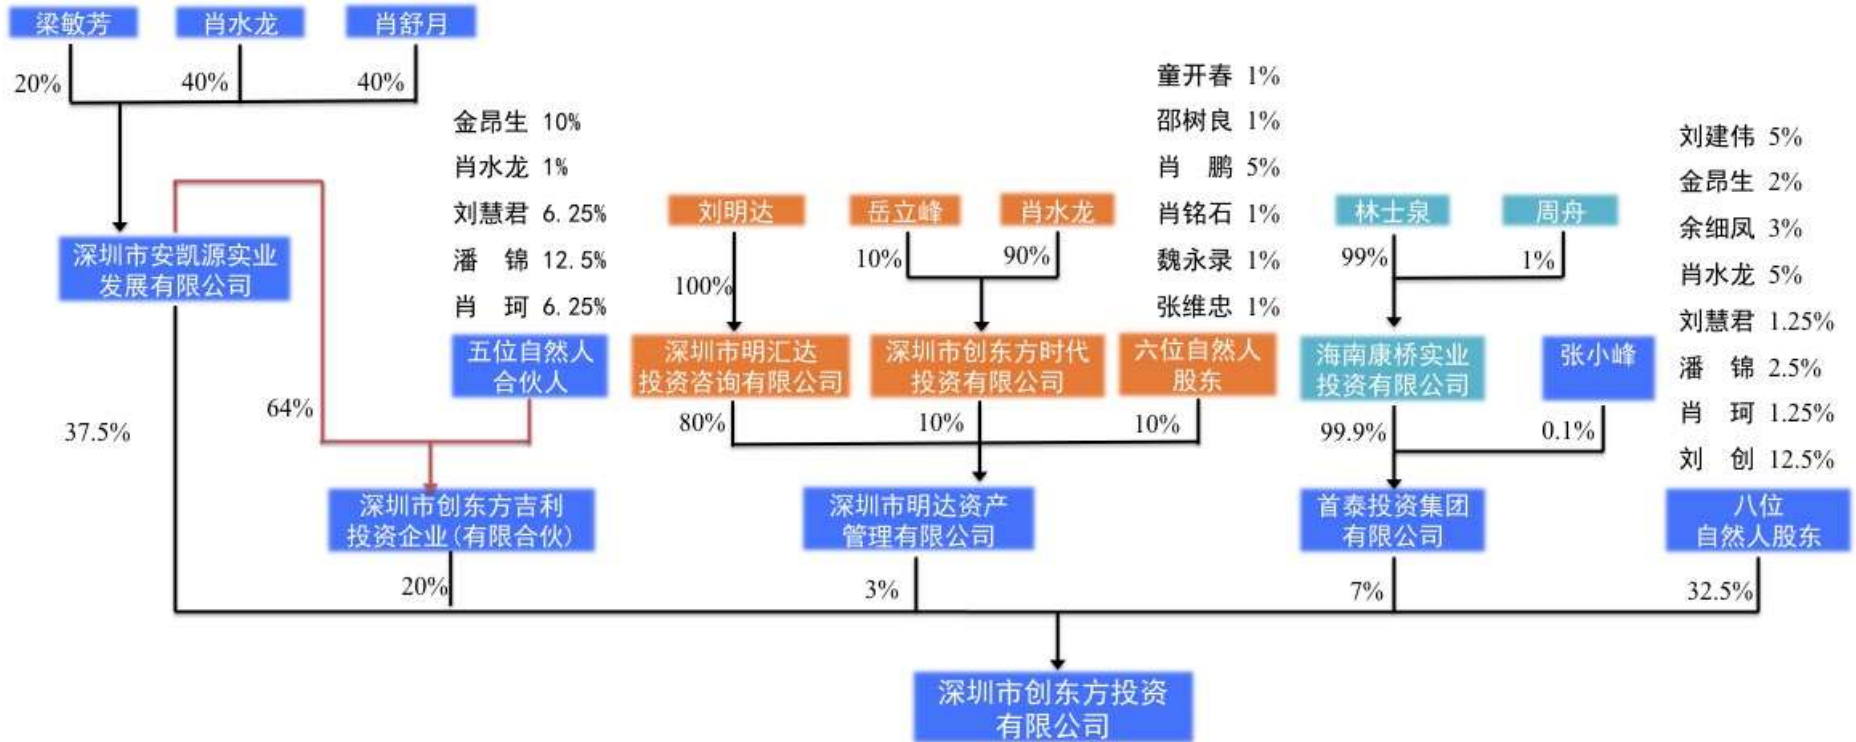 梁敏芳
肖水龙
肖舒月
20%
40%
40%
金昂生 10%
肖水龙 1%
刘慧君 6.25%
潘　锦 12.5%
肖　珂 6.25%
童开春 1%
邵树良 1%
肖　鹏 5%
肖铭石 1%
魏永录 1%
张维忠 1%
刘建伟 5%
金昂生 2%
余细凤 3%
肖水龙 5%
刘慧君 1.25%
潘　锦 2.5%
肖　珂 1.25%
刘　创 12.5%
刘明达
岳立峰
肖水龙
林士泉
周舟
100%
10%
90%
99%
1%
深圳市安凯源实业
发展有限公司
五位自然人
合伙人
深圳市明汇达
投资咨询有限公司
深圳市创东方时代
投资有限公司
六位自然人
股东
海南康桥实业
投资有限公司
张小峰
37.5%
64%
80%
10%
10%
99.9%
0.1%
深圳市创东方吉利
投资企业(有限合伙)
深圳市明达资产
管理有限公司
首泰投资集团
有限公司
八位
自然人股东
20%
3%
7%
32.5%
深圳市创东方投资
有限公司